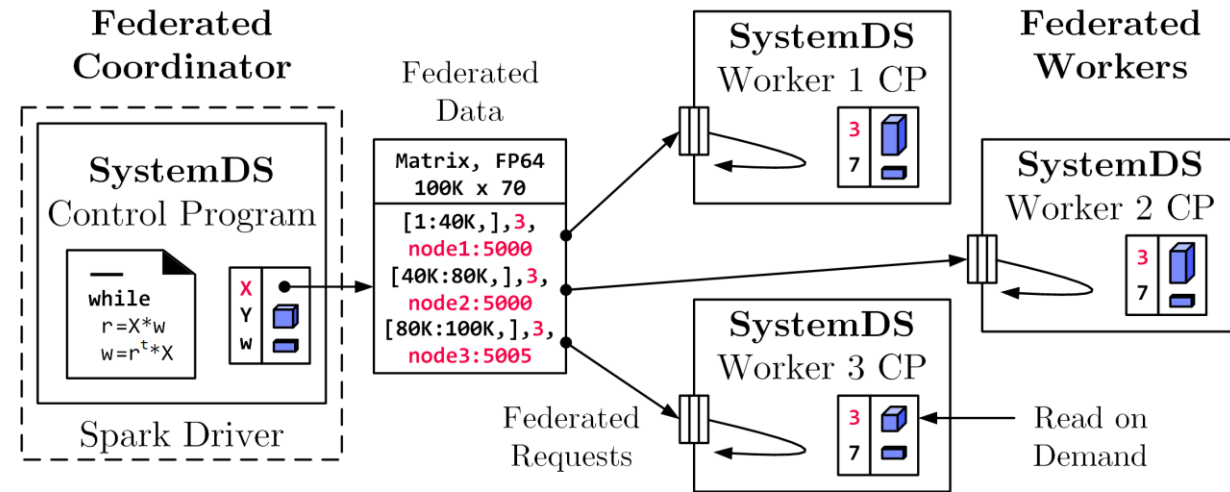 Federated
Coordinator
SystemDS
Control Program
while
r=X*w
w=rᵗ*X
X
Y
w
Spark Driver
Federated
Data
Matrix, FP64
100K x 70
[1:40K,],3,
node1:5000
[40K:80K,],3,
node2:5000
[80K:100K,],3,
node3:5005
Federated
Requests
SystemDS
Worker 1 CP
3
7
Federated
Workers
SystemDS
Worker 2 CP
3
7
SystemDS
Worker 3 CP
3
7
Read on
Demand